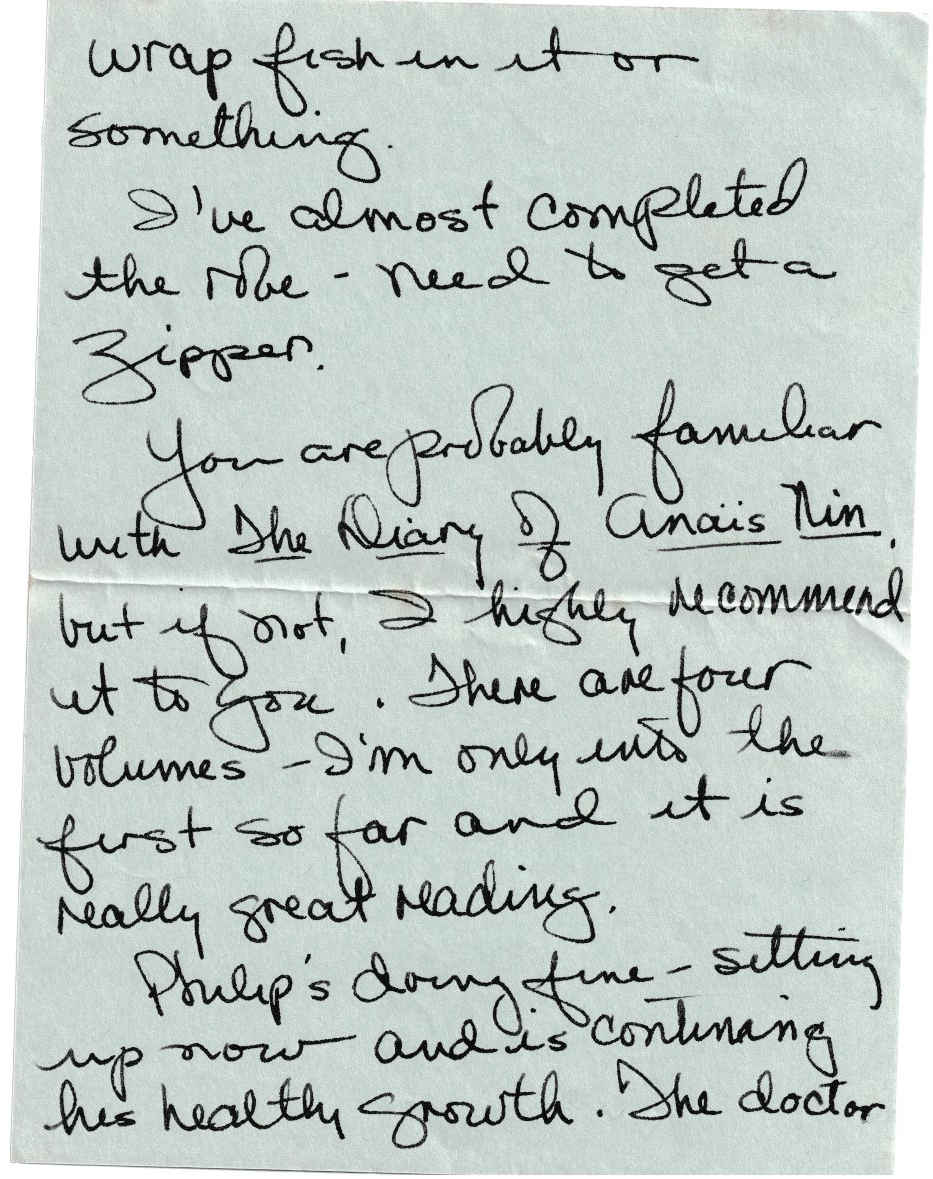 wrap fish in it or
something.
I've almost completed
the robe - need to get a
zipper.
You are probably familiar
with The Diary of Anais Nin,
but if not, I highly recommend
it to you. There are four
volumes - I'm only into the
first so far and it is
really great reading.
Philip's doing fine - sitting
up now and is continuing
his healthy growth. The doctor